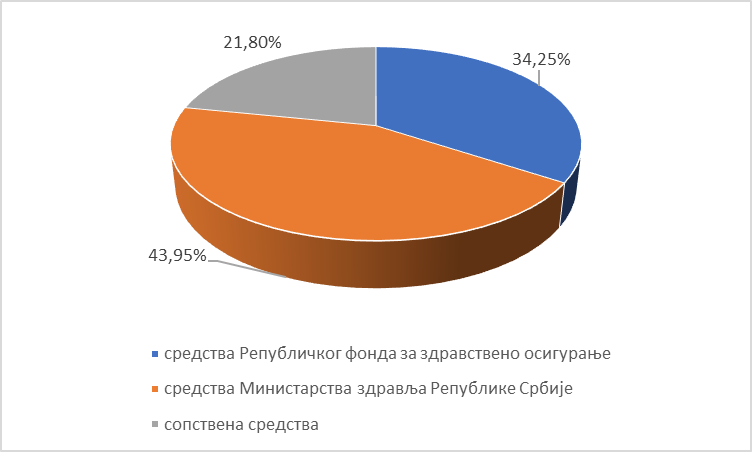 21,80%
34,25%
43,95%
средства Републичког фонда за здравствено осигурање
средства Министарства здравља Републике Србије
сопствена средства